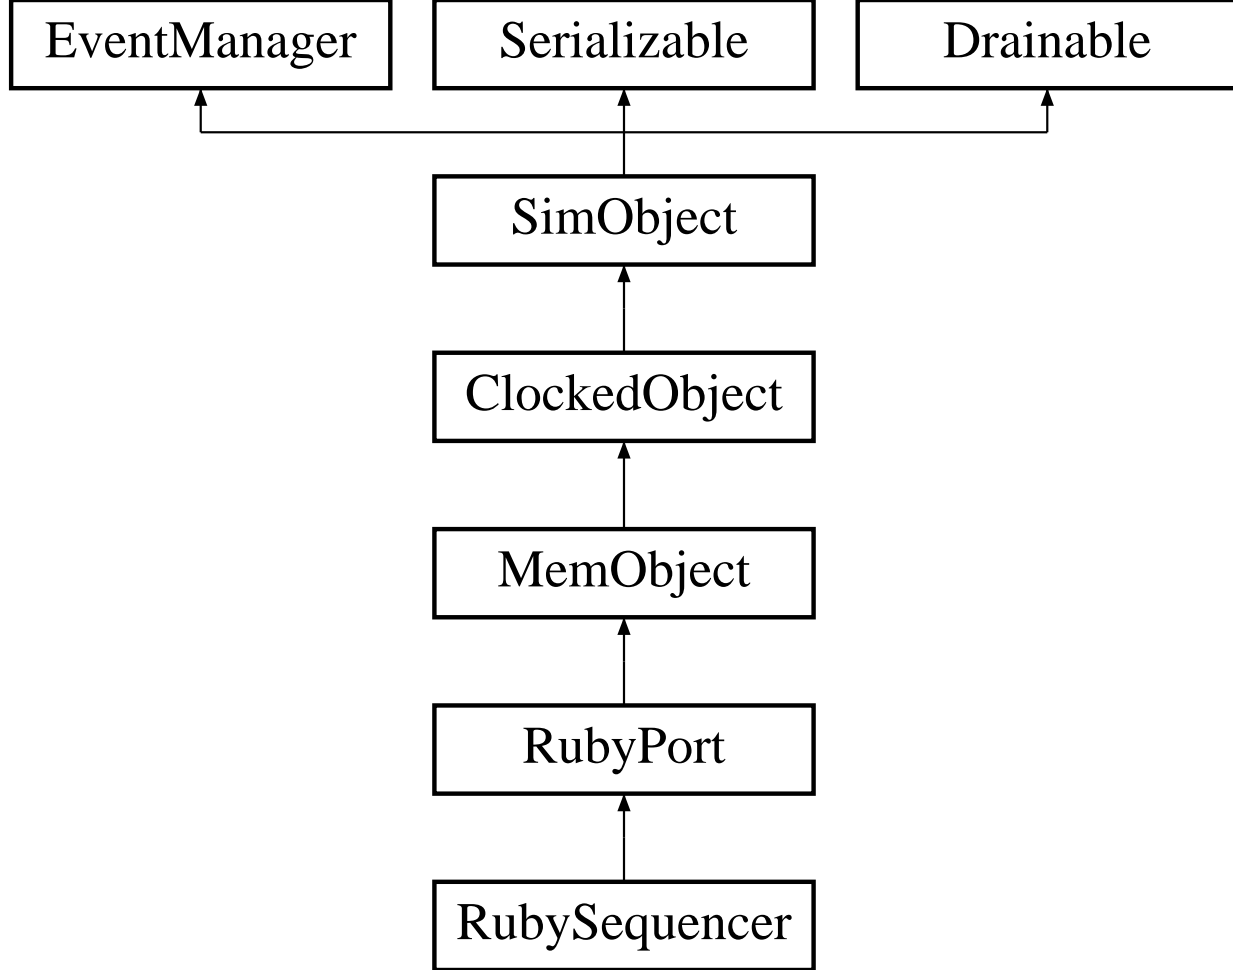 EventManager
Serializable
Drainable
SimObject
ClockedObject
MemObject
RubyPort
RubySequencer